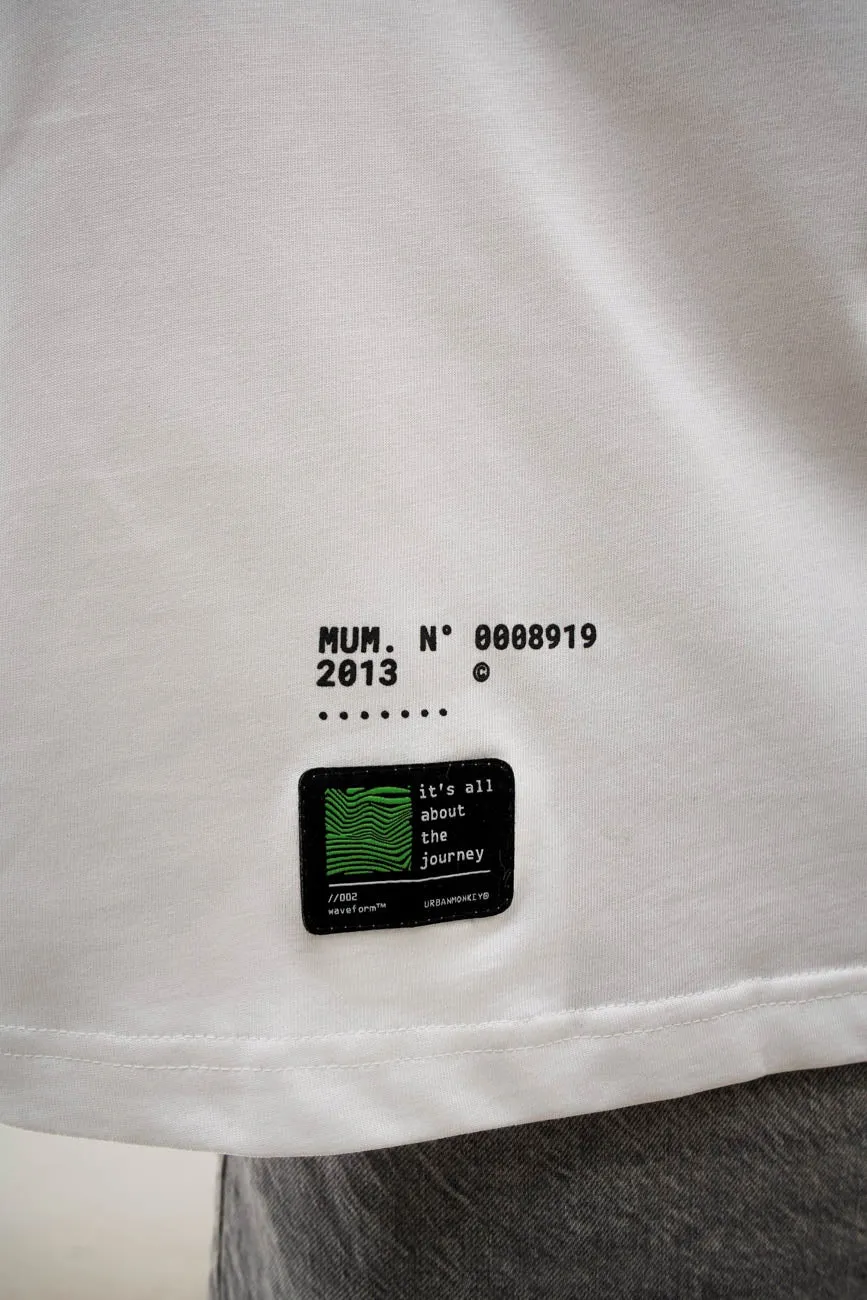 MUM. N° 0008919
2013 ©
.......
it's all
about
the
journey
//002
waveform™ URBANMONKEY®